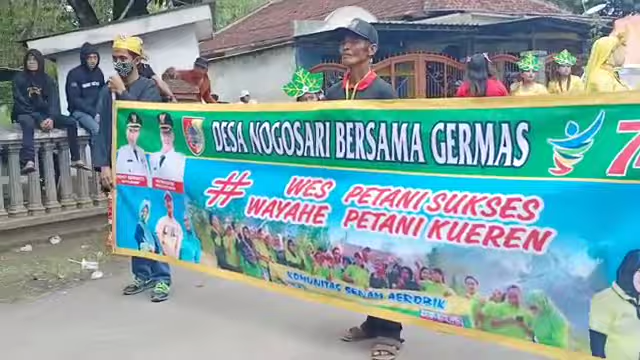 DESA NOGOSARI BERSAMA GERMAS
#WES PETANI SUKSES
WAYAHE PETANI KUEREN
KOMUNITAS SENAM AEROBIK